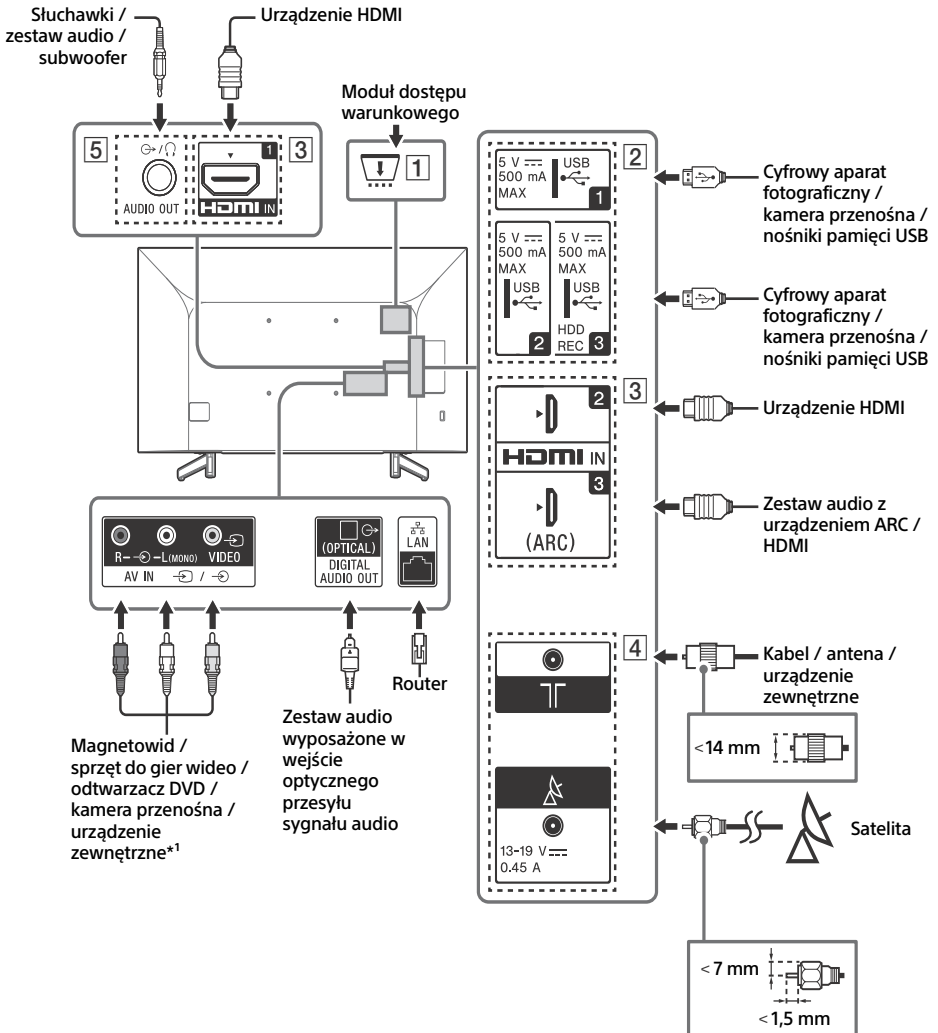 Słuchawki /
zestaw audio /
subwoofer
Urządzenie HDMI
Moduł dostępu
warunkowego
5
AUDIO OUT
1
HDMI IN
3
1
5 V
500 mA
MAX
USB
1
2
Cyfrowy aparat
fotograficzny /
kamera przenośna /
nośniki pamięci USB
5 V
500 mA
MAX
USB
2
5 V
500 mA
MAX
USB
HDD
REC 3
Cyfrowy aparat
fotograficzny /
kamera przenośna /
nośniki pamięci USB
2
3
HDMI IN
3
(ARC)
Urządzenie HDMI
Zestaw audio z
urządzeniem ARC /
HDMI
R– –L(MONO) VIDEO
AV IN /
(OPTICAL)
DIGITAL
AUDIO OUT
LAN
Magnetowid /
sprzęt do gier wideo /
odtwarzacz DVD /
kamera przenośna /
urządzenie
zewnętrzne*1
Zestaw audio
wyposażone w
wejście
optycznego
przesyłu
sygnału audio
Router
4
Kabel / antena /
urządzenie
zewnętrzne
<14 mm
13-19 V
0.45 A
Satelita
<7 mm
<1,5 mm